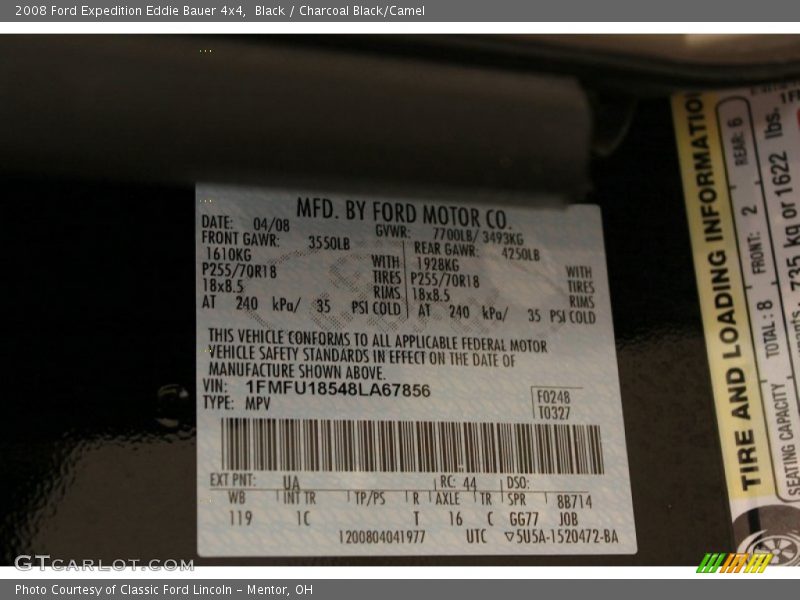 2008 Ford Expedition Eddie Bauer 4x4,  Black / Charcoal Black/Camel
MFD. BY FORD MOTOR CO.
DATE: 04/08 GVWR: 7700LB/ 3493KG
FRONT GAWR: 3550LB REAR GAWR: 4250LB
1610KG WITH 1928KG WITH
P255/70R18 TIRES P255/70R18 TIRES
18x8.5 RIMS 18x8.5 RIMS
AT 240 kPa/ 35 PSI COLD AT 240 kPa/ 35 PSI COLD
THIS VEHICLE CONFORMS TO ALL APPLICABLE FEDERAL MOTOR
VEHICLE SAFETY STANDARDS IN EFFECT ON THE DATE OF
MANUFACTURE SHOWN ABOVE.
VIN: 1FMFU18548LA67856
TYPE: MPV
F0248
T0327
EXT PNT: UA RC: 44 DSO:
WB INT TR TP/PS R AXLE TR SPR 8B714
119 1C T 16 C GG77 JOB
1200804041977 UTC ▽5U5A-1520472-BA
TIRE AND LOADING INFORMATION
SEATING CAPACITY TOTAL: 8 FRONT: 2 REAR: 6
735 kg or 1622 lbs.
GTCarLot.com
Photo Courtesy of Classic Ford Lincoln - Mentor, OH